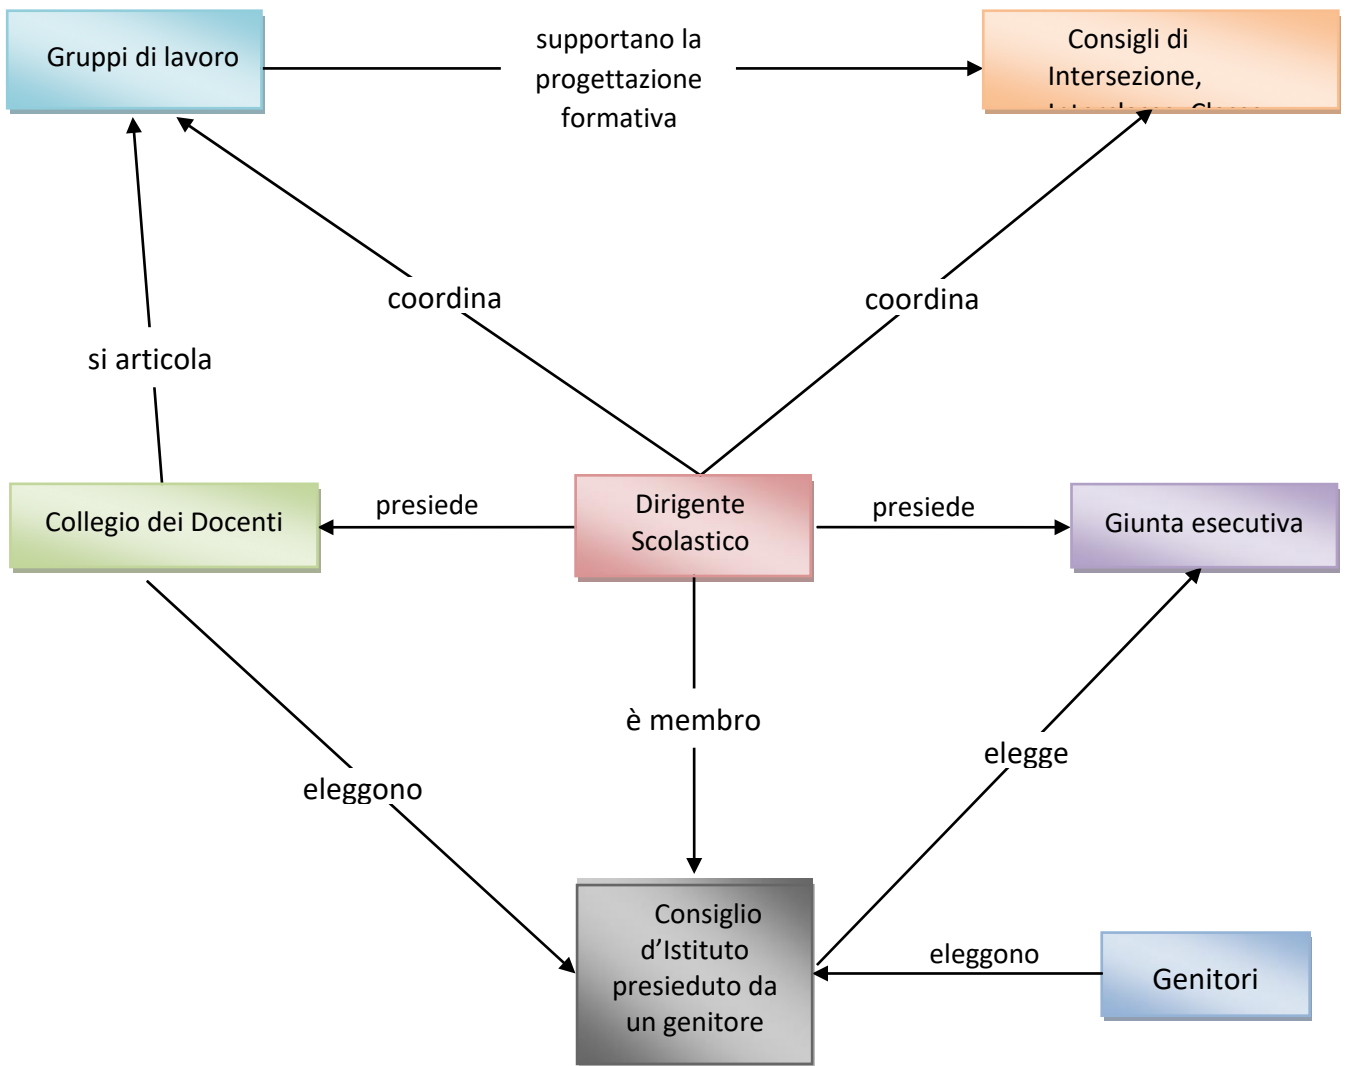 Gruppi di lavoro
supportano la
progettazione
formativa
Consigli di
Intersezione,
coordina
coordina
si articola
Collegio dei Docenti
presiede
Dirigente
Scolastico
presiede
Giunta esecutiva
è membro
elegge
eleggono
Consiglio
d’Istituto
presieduto da
un genitore
eleggono
Genitori